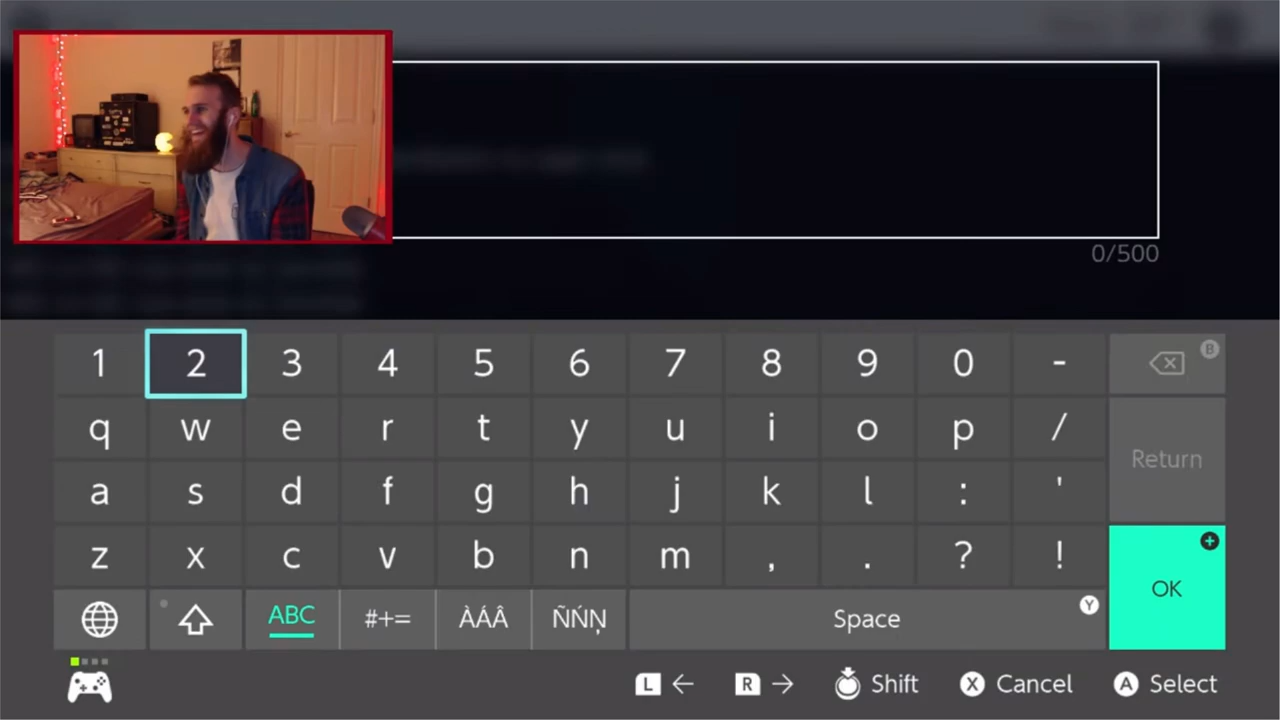 0/500
1 2 3 4 5 6 7 8 9 0 - B
q w e r t y u i o p / Return
a s d f g h j k l : '
z x c v b n m , . ? ! +
ABC #+= ÀÁÂ ÑŃŅ Space Y OK
L ← R → Shift X Cancel A Select